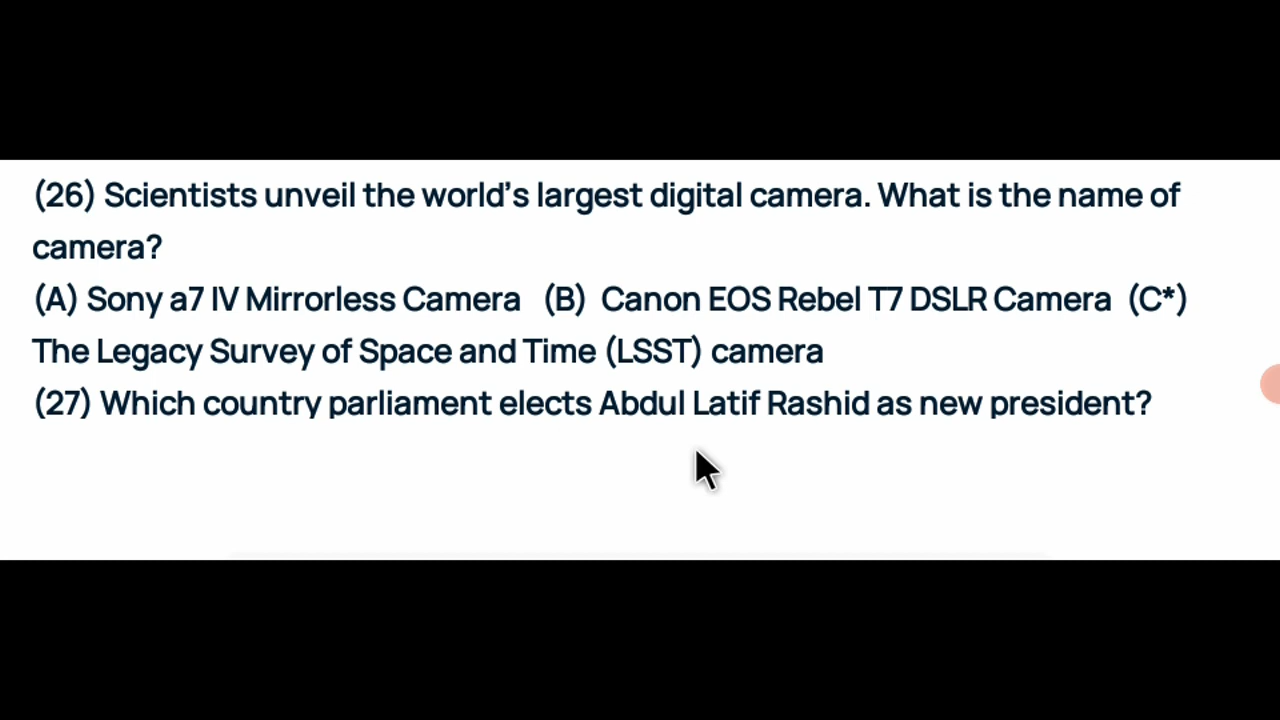 (26) Scientists unveil the world’s largest digital camera. What is the name of
camera?
(A) Sony a7 IV Mirrorless Camera (B) Canon EOS Rebel T7 DSLR Camera (C*)
The Legacy Survey of Space and Time (LSST) camera
(27) Which country parliament elects Abdul Latif Rashid as new president?